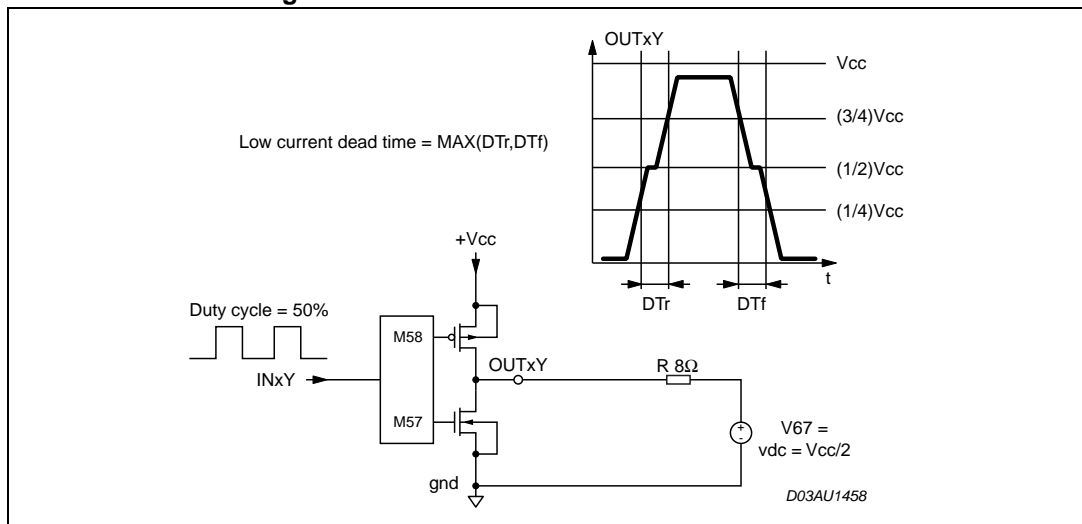 OUTxY
Vcc
(3/4)Vcc
Low current dead time = MAX(DTr,DTf)
(1/2)Vcc
(1/4)Vcc
t
DTr
DTf
+Vcc
Duty cycle = 50%
M58
OUTxY
R 8Ω
INxY
M57
V67 =
vdc = Vcc/2
gnd
D03AU1458